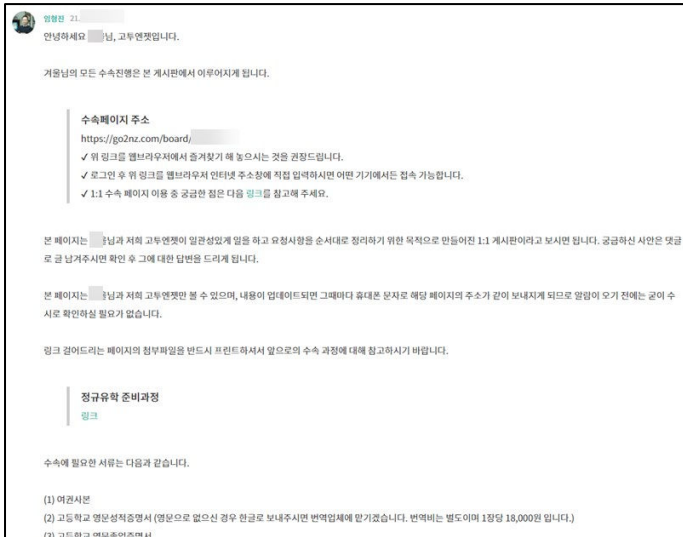 임형진 21.
안녕하세요 님, 고투엔젯입니다.
겨울님의 모든 수속진행은 본 게시판에서 이루어지게 됩니다.
수속페이지 주소
https://go2nz.com/board/
✓ 위 링크를 웹브라우저에서 즐겨찾기 해 놓으시는 것을 권장드립니다.
✓ 로그인 후 위 링크를 웹브라우저 인터넷 주소창에 직접 입력하시면 어떤 기기에서든 접속 가능합니다.
✓ 1:1 수속 페이지 이용 중 궁금한 점은 다음 링크를 참고해 주세요.
본 페이지는 님과 저희 고투엔젯이 일관성있게 일을 하고 요청사항을 순서대로 정리하기 위한 목적으로 만들어진 1:1 게시판이라고 보시면 됩니다. 궁금하신 사안은 댓글
로 글 남겨주시면 확인 후 그에 대한 답변을 드리게 됩니다.
본 페이지는 님과 저희 고투엔젯만 볼 수 있으며, 내용이 업데이트되면 그때마다 휴대폰 문자로 해당 페이지의 주소가 같이 보내지게 되므로 알람이 오기 전에는 굳이 수
시로 확인하실 필요가 없습니다.
링크 걸어드리는 페이지의 첨부파일을 반드시 프린트하셔서 앞으로의 수속 과정에 대해 참고하시기 바랍니다.
정규유학 준비과정
링크
수속에 필요한 서류는 다음과 같습니다.
(1) 여권사본
(2) 고등학교 영문성적증명서 (영문으로 없으신 경우 한글로 보내주시면 번역업체에 맡기겠습니다. 번역비는 별도이며 1장당 18,000원 입니다.)
(3) 고등학교 영문졸업증명서